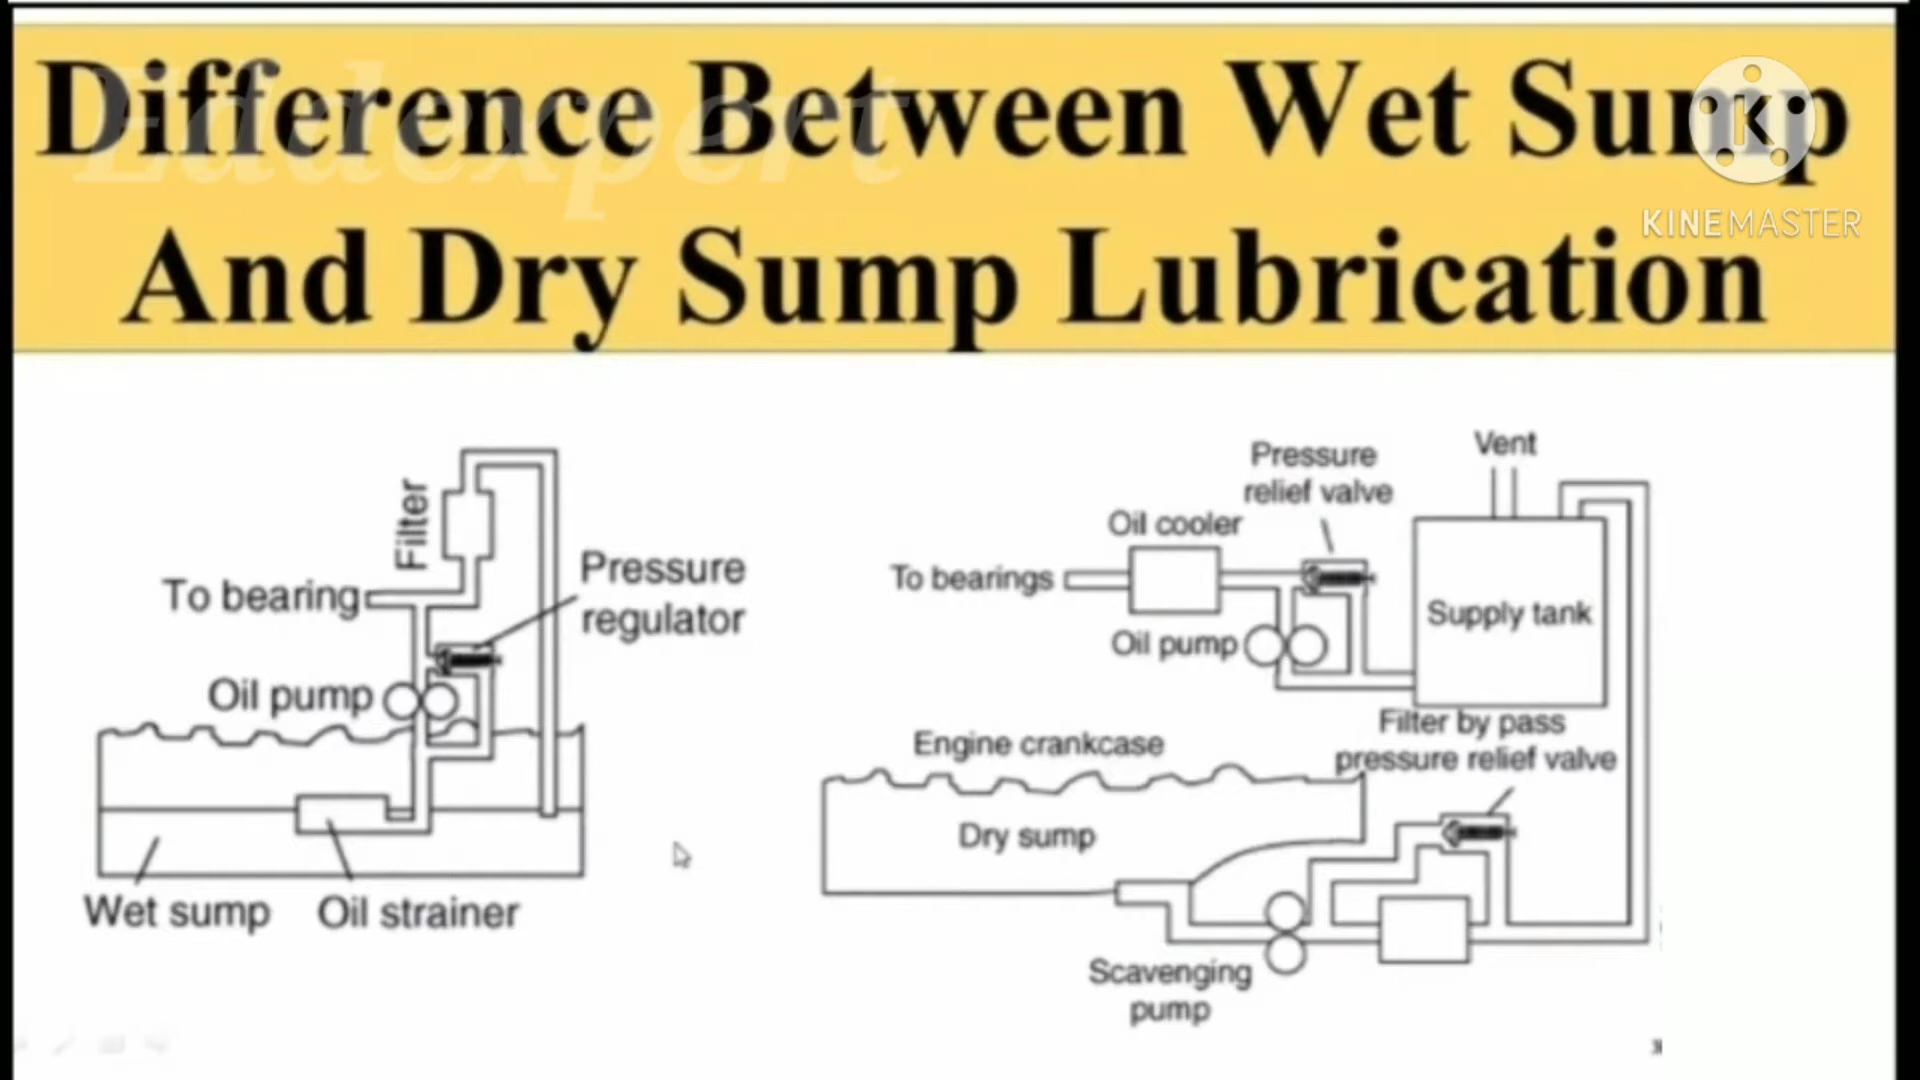 Difference Between Wet Sump
And Dry Sump Lubrication
Eddexpert
KINEMASTER
Filter
To bearing
Pressure
regulator
Oil pump
Wet sump
Oil strainer
Vent
Pressure
relief valve
Oil cooler
To bearings
Supply tank
Oil pump
Filter by pass
pressure relief valve
Engine crankcase
Dry sump
Scavenging
pump